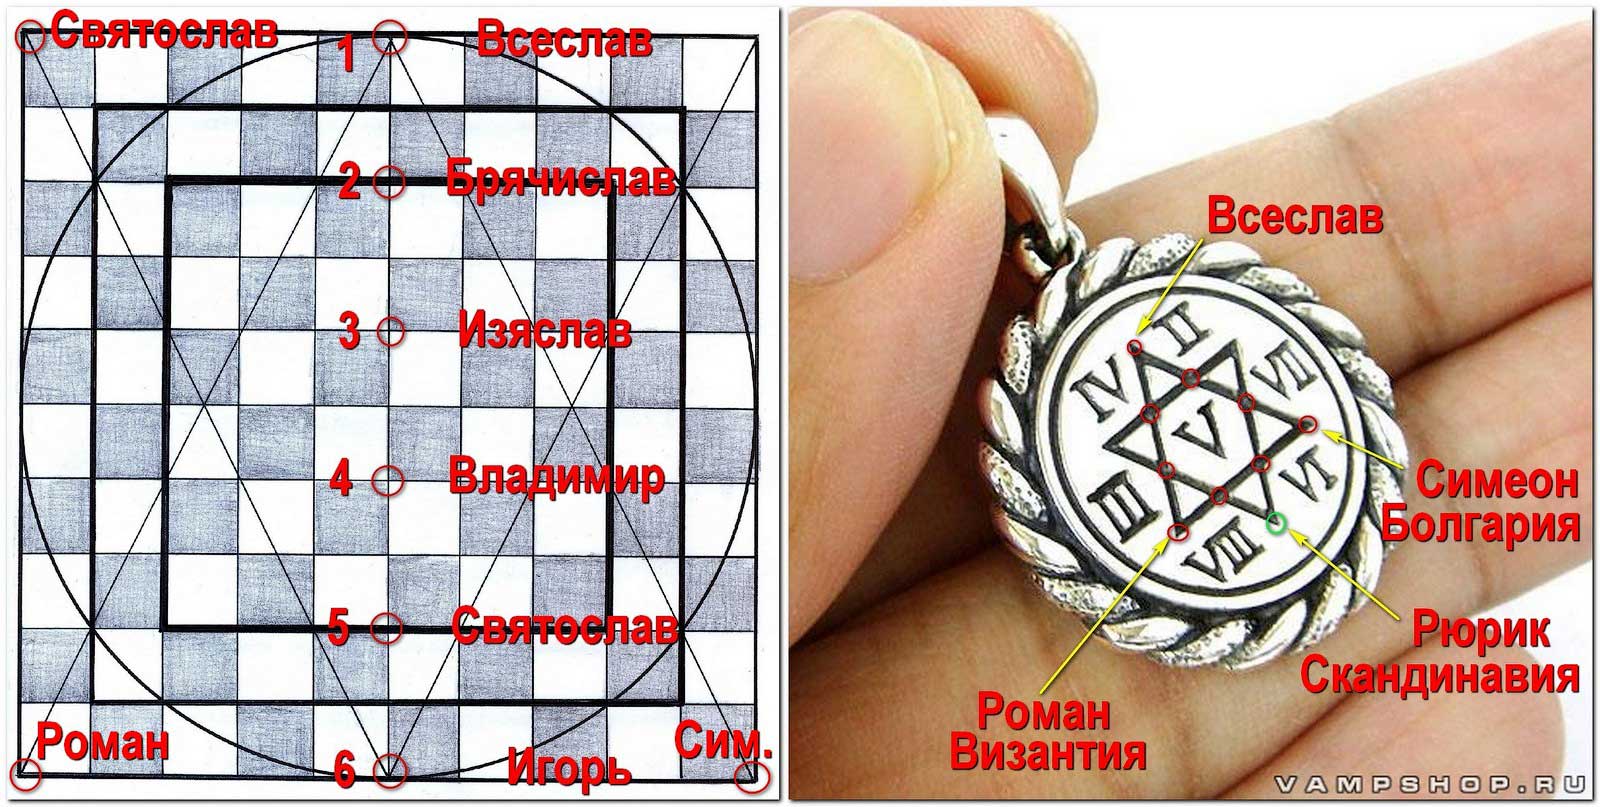 Святослав
1 Всеслав
2 Брячислав
3 Изяслав
4 Владимир
5 Святослав
6 Игорь
Роман
Сим.
Всеслав
II
IV
VII
V
III
VI
VIII
Симеон
Болгария
Рюрик
Скандинавия
Роман
Византия
VAMPSHOP.RU